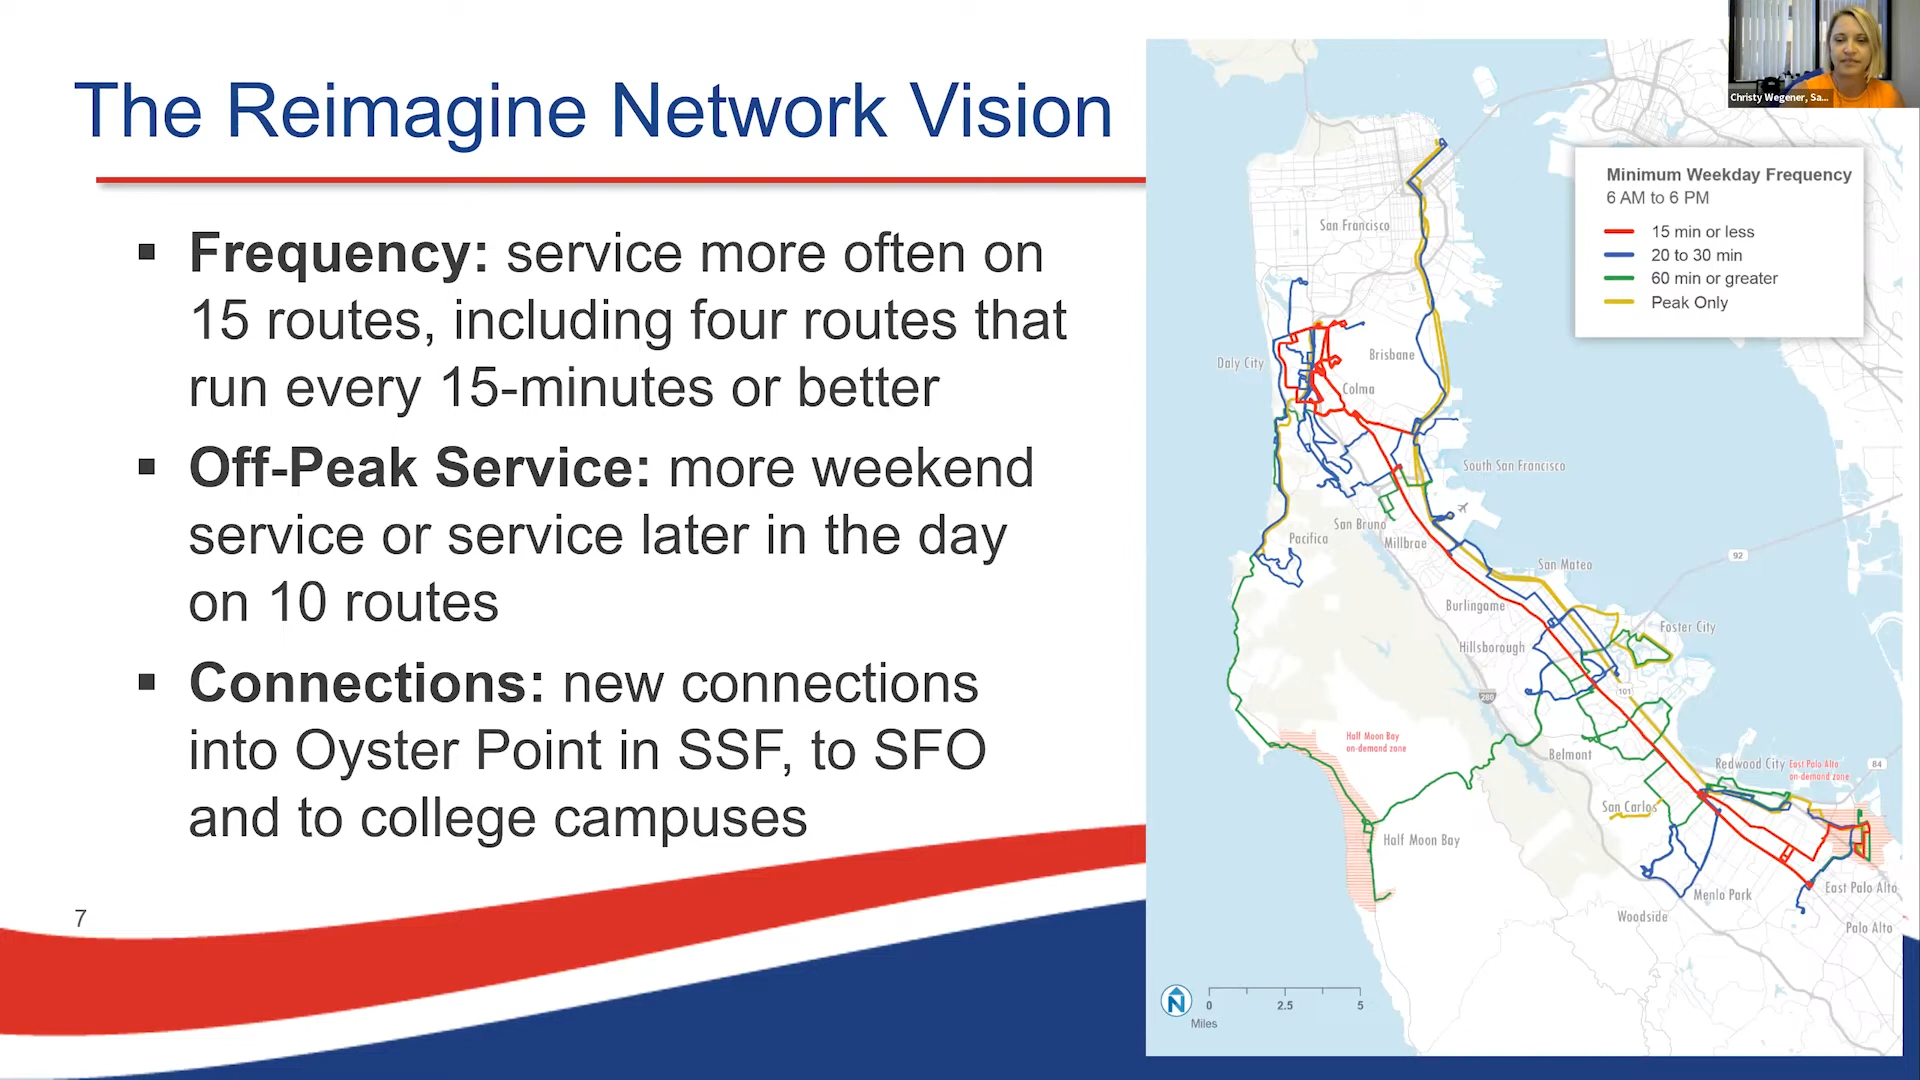 The Reimagine Network Vision
▪ Frequency: service more often on
15 routes, including four routes that
run every 15-minutes or better
▪ Off-Peak Service: more weekend
service or service later in the day
on 10 routes
▪ Connections: new connections
into Oyster Point in SSF, to SFO
and to college campuses
7
Christy Wegener, Sa...
Minimum Weekday Frequency
6 AM to 6 PM
15 min or less
20 to 30 min
60 min or greater
Peak Only
San Francisco
Daly City
Brisbane
Colma
South San Francisco
San Bruno
Pacifica
Millbrae
92
San Mateo
Burlingame
Foster City
Hillsborough
280
101
Half Moon Bay
on-demand zone
Belmont
Redwood City
East Palo Alto
on-demand zone
84
San Carlos
Half Moon Bay
Menlo Park
East Palo Alto
Woodside
Palo Alto
N
0 2.5 5
Miles